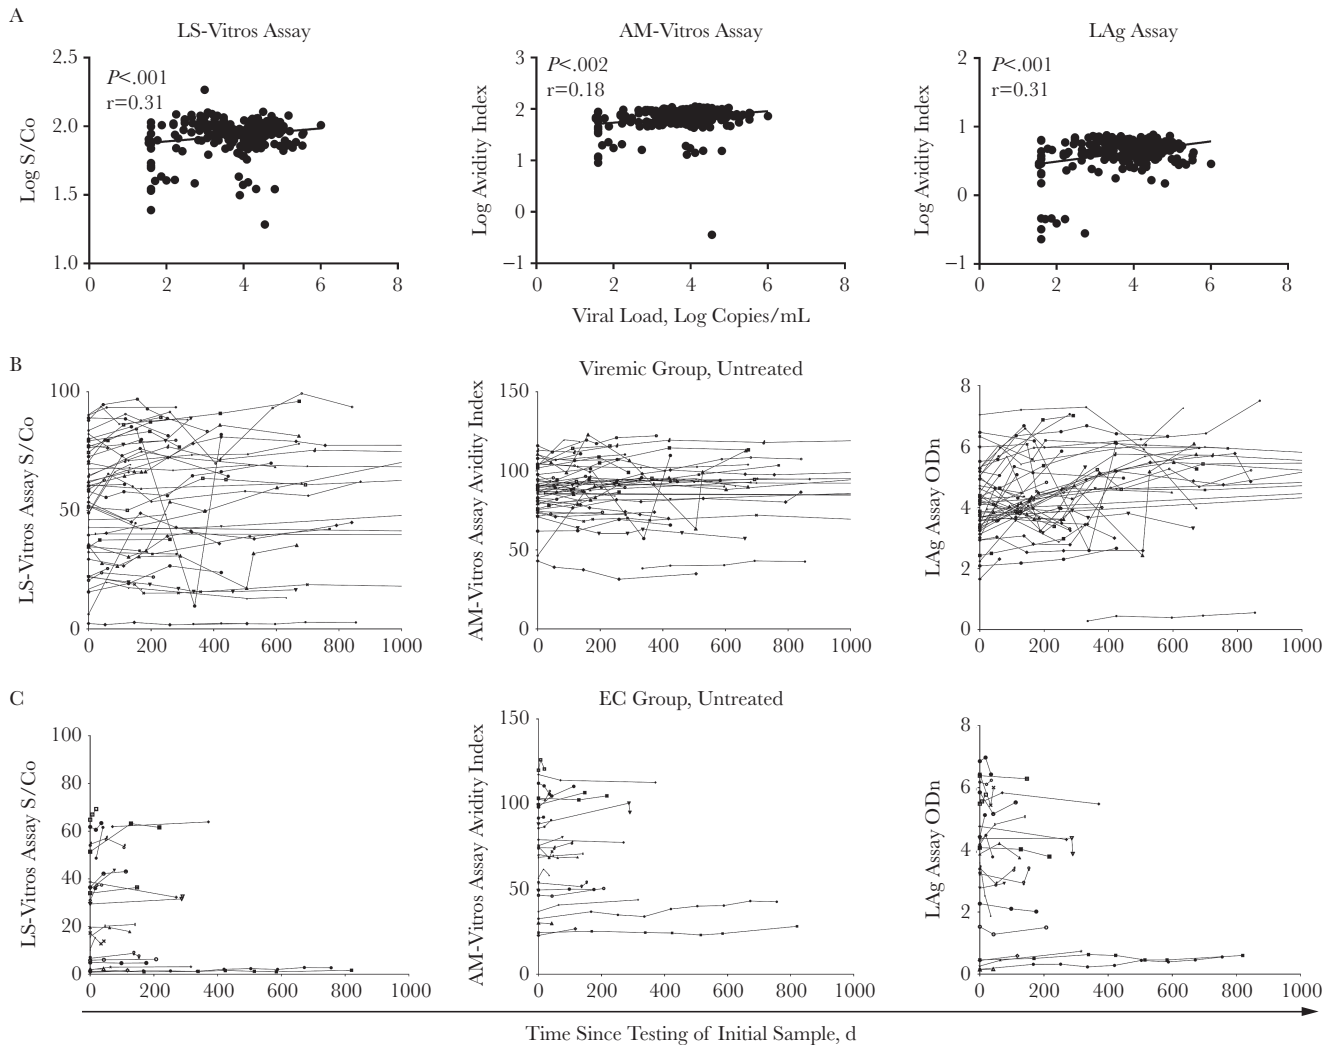 A
LS-Vitros Assay
AM-Vitros Assay
LAg Assay
2.5
2.0
1.5
1.0
Log S/Co
P<.001
r=0.31
0 2 4 6 8
3
2
1
0
−1
Log Avidity Index
P<.002
r=0.18
0 2 4 6 8
2
1
0
−1
Log Avidity Index
P<.001
r=0.31
0 2 4 6 8
Viral Load, Log Copies/mL
B
Viremic Group, Untreated
100
50
0
LS-Vitros Assay S/Co
0 200 400 600 800 1000
150
100
50
0
AM-Vitros Assay Avidity Index
0 200 400 600 800 1000
8
6
4
2
0
LAg Assay ODn
0 200 400 600 800 1000
C
EC Group, Untreated
100
80
60
40
20
0
LS-Vitros Assay S/Co
0 200 400 600 800 1000
150
100
50
0
AM-Vitros Assay Avidity Index
0 200 400 600 800 1000
8
6
4
2
0
LAg Assay ODn
0 200 400 600 800 1000
Time Since Testing of Initial Sample, d